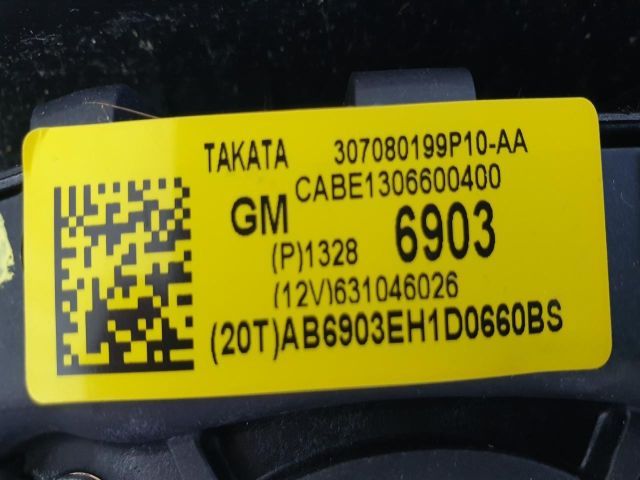 TAKATA 307080199P10-AA
CABE1306600400
GM 6903
(P)1328
(12V)631046026
(20T)AB6903EH1D0660BS